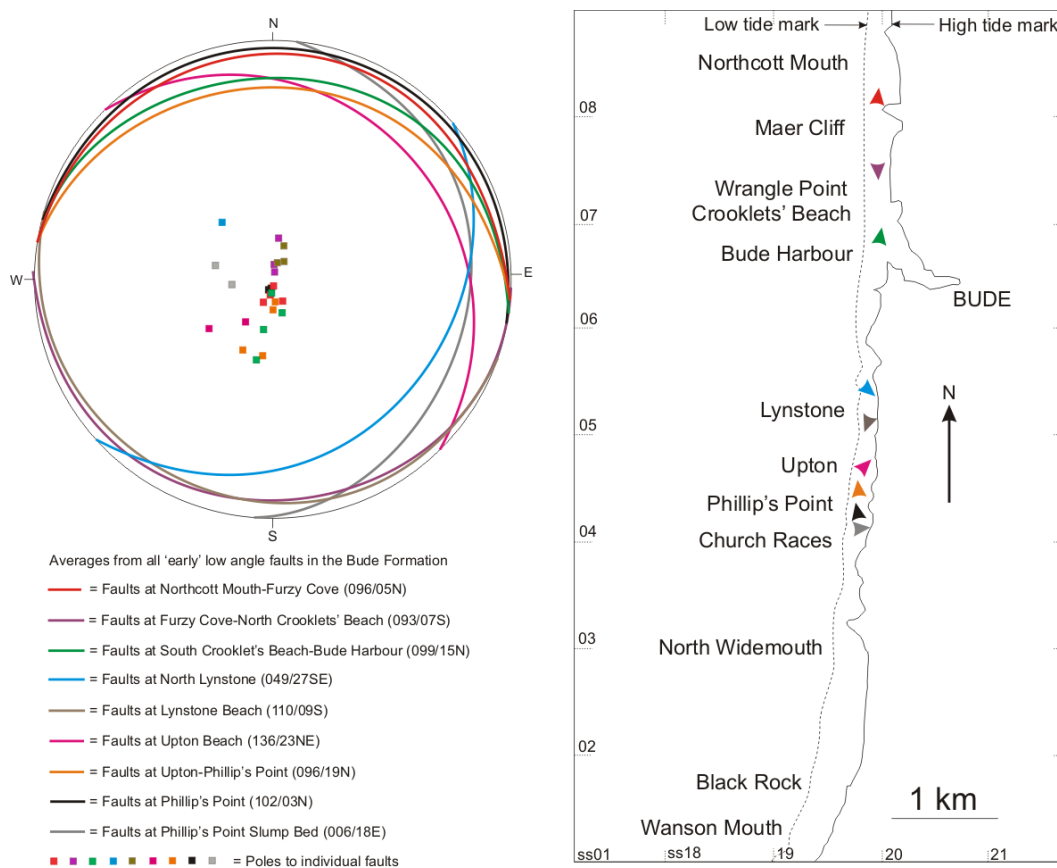 N
W
E
S
Averages from all 'early' low angle faults in the Bude Formation
= Faults at Northcott Mouth-Furzy Cove (096/05N)
= Faults at Furzy Cove-North Crooklets' Beach (093/07S)
= Faults at South Crooklet's Beach-Bude Harbour (099/15N)
= Faults at North Lynstone (049/27SE)
= Faults at Lynstone Beach (110/09S)
= Faults at Upton Beach (136/23NE)
= Faults at Upton-Phillip's Point (096/19N)
= Faults at Phillip's Point (102/03N)
= Faults at Phillip's Point Slump Bed (006/18E)
= Poles to individual faults
Low tide mark
High tide mark
Northcott Mouth
08
Maer Cliff
Wrangle Point
Crooklets' Beach
07
Bude Harbour
BUDE
06
N
Lynstone
05
Upton
Phillip's Point
Church Races
04
North Widemouth
03
02
Black Rock
1 km
Wanson Mouth
ss01
ss18
19
20
21